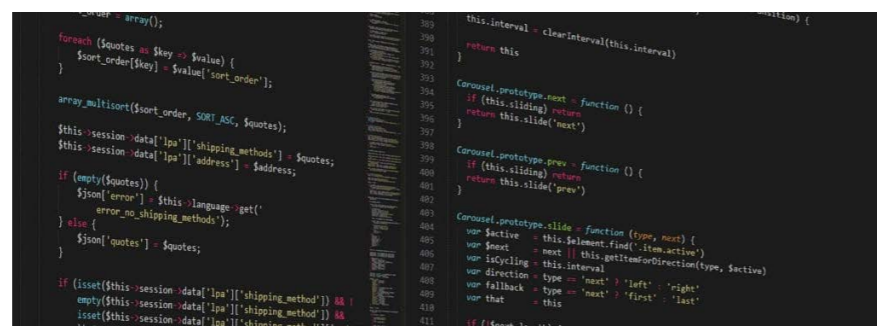 _order = array();
foreach ($quotes as $key => $value) {
$sort_order[$key] = $value['sort_order'];
}
array_multisort($sort_order, SORT_ASC, $quotes);
$this->session->data['lpa']['shipping_methods'] = $quotes;
$this->session->data['lpa']['address'] = $address;
if (empty($quotes)) {
$json['error'] = $this->language->get('
error_no_shipping_methods');
} else {
$json['quotes'] = $quotes;
}
if (isset($this->session->data['lpa']['shipping_method']) && !
empty($this->session->data['lpa']['shipping_method']) &&
isset($this->session->data['lpa']['shipping_method'])
389 this.interval = clearInterval(this.interval)
390
391 return this
392 }
393
394 Carousel.prototype.next = function () {
395 if (this.sliding) return
396 return this.slide('next')
397 }
398
399 Carousel.prototype.prev = function () {
400 if (this.sliding) return
401 return this.slide('prev')
402 }
403
404 Carousel.prototype.slide = function (type, next) {
405 var $active = this.$element.find('.item.active')
406 var $next = next || this.getItemForDirection(type, $active)
407 var isCycling = this.interval
408 var direction = type == 'next' ? 'left' : 'right'
409 var fallback = type == 'next' ? 'first' : 'last'
410 var that = this
411